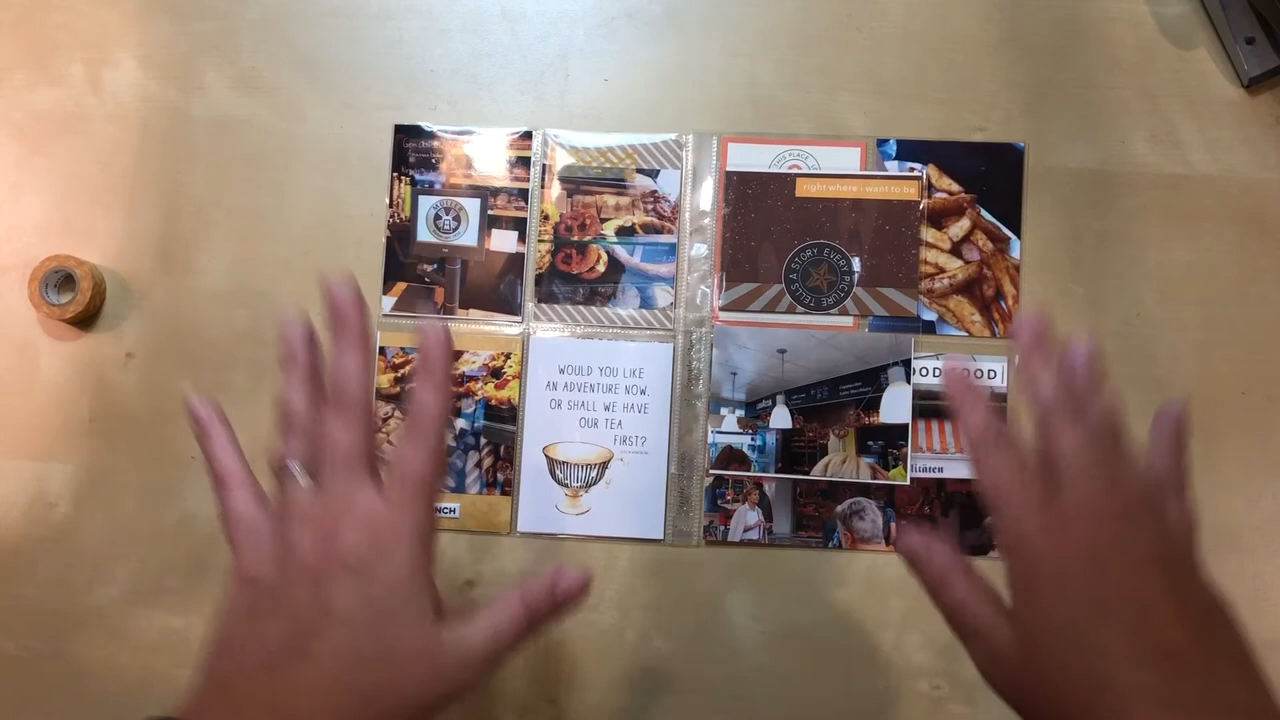 MÜLLER
THIS PLACE
right where i want to be
A STORY EVERY PICTURE TELLS
WOULD YOU LIKE
AN ADVENTURE NOW,
OR SHALL WE HAVE
OUR TEA
FIRST?
NCH
OOD FOOD
litäten